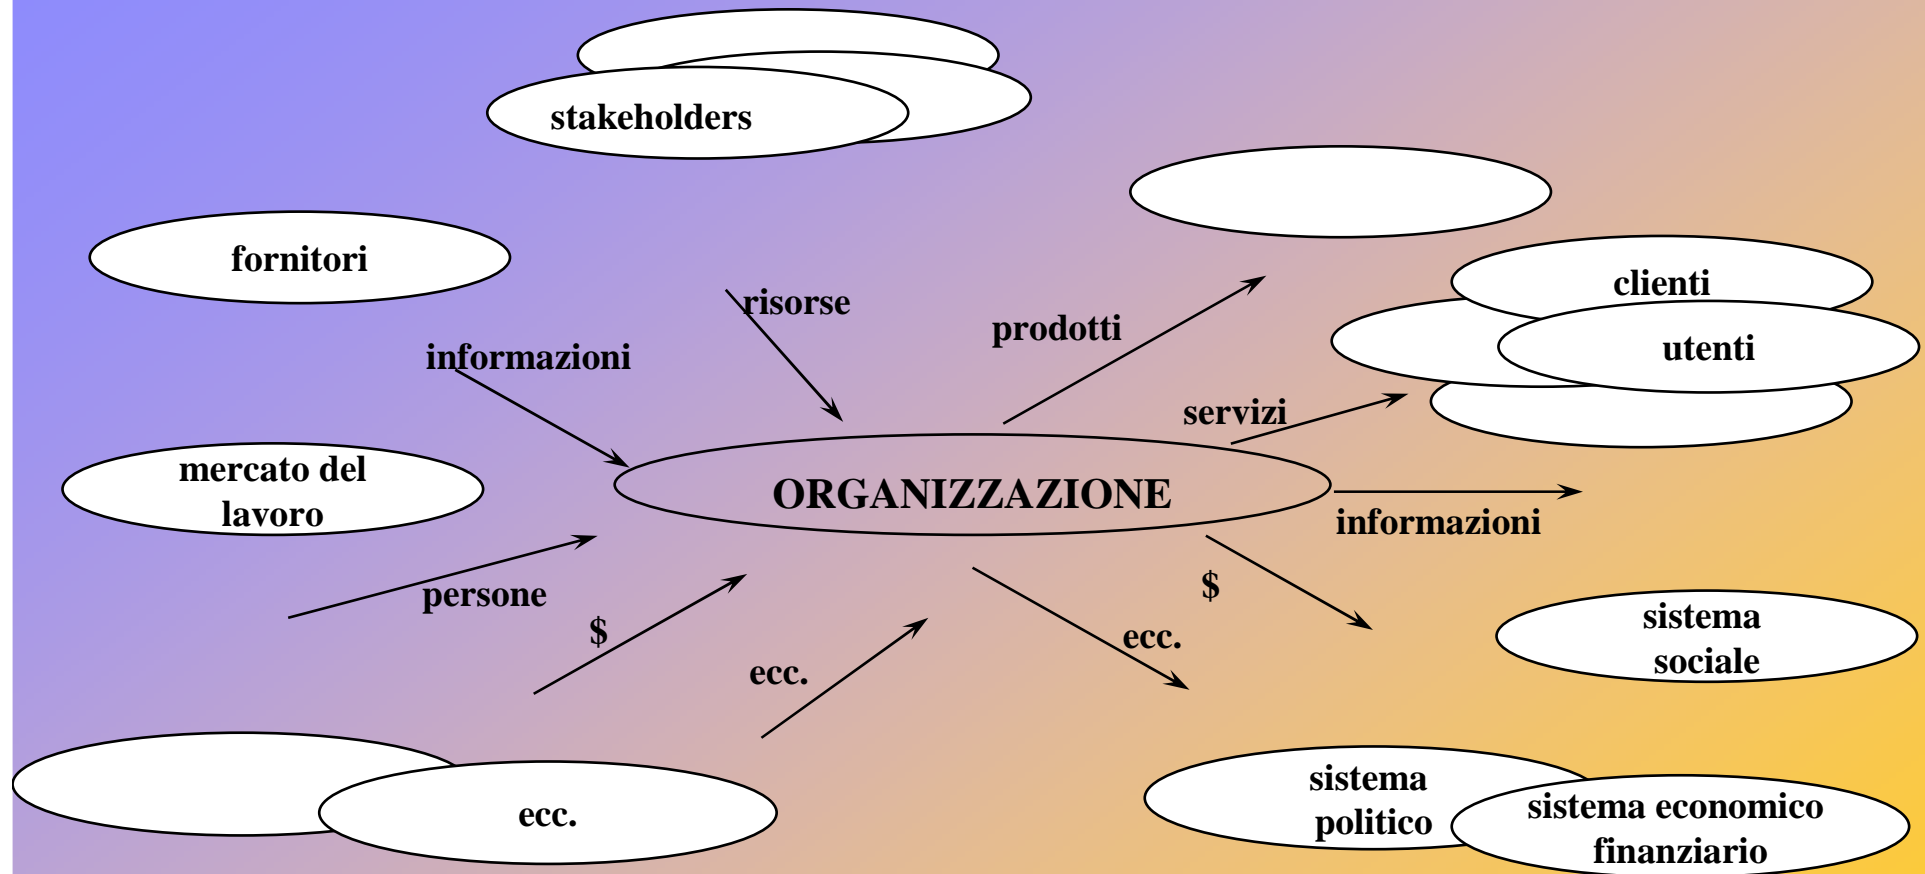 stakeholders
fornitori
clienti
risorse
prodotti
informazioni
utenti
servizi
mercato del
lavoro
ORGANIZZAZIONE
informazioni
persone
$
$
ecc.
ecc.
sistema
sociale
ecc.
sistema
politico
sistema economico
finanziario